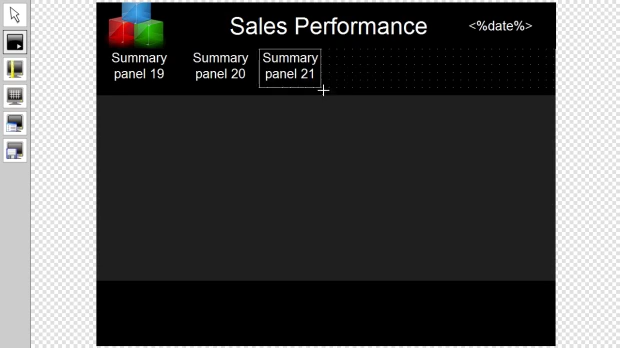 Sales Performance
<%date%>
Summary
panel 19
Summary
panel 20
Summary
panel 21